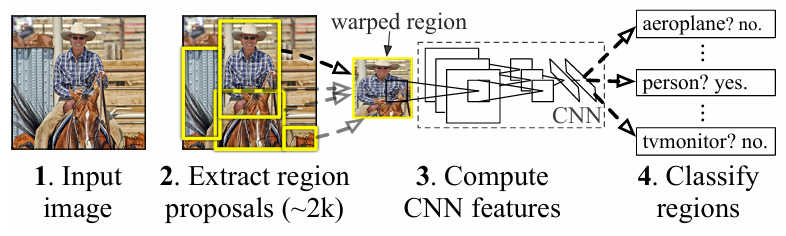 warped region
aeroplane? no.
person? yes.
tvmonitor? no.
CNN
1. Input
image
2. Extract region
proposals (~2k)
3. Compute
CNN features
4. Classify
regions